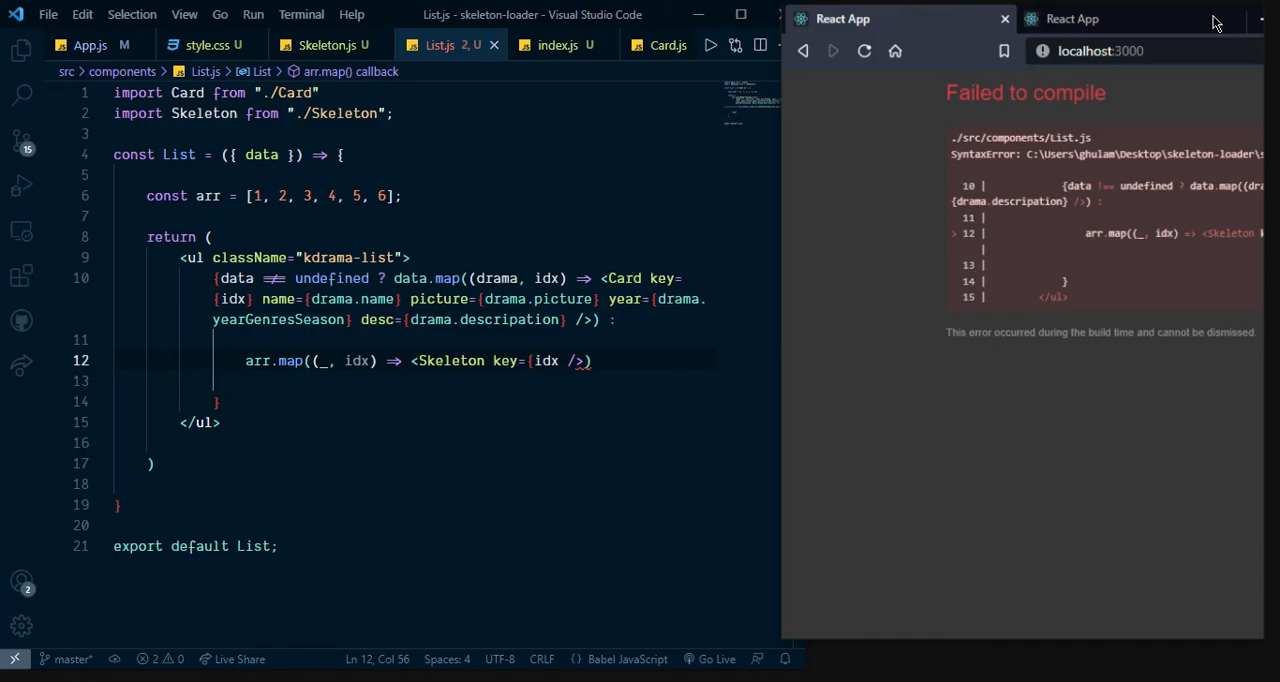 File Edit Selection View Go Run Terminal Help List.js - skeleton-loader - Visual Studio Code
App.js M style.css U Skeleton.js U List.js 2, U index.js U Card.js
src > components > List.js > List > arr.map() callback
1 import Card from "./Card"
2 import Skeleton from "./Skeleton";
3
4 const List = ({ data }) => {
5
6 const arr = [1, 2, 3, 4, 5, 6];
7
8 return (
9 <ul className="kdrama-list">
10 {data !== undefined ? data.map((drama, idx) => <Card key=
{idx} name={drama.name} picture={drama.picture} year={drama.
yearGenresSeason} desc={drama.descripation} />) :
11
12 arr.map((_, idx) => <Skeleton key={idx />)
13
14 }
15 </ul>
16
17 )
18
19 }
20
21 export default List;
15
2
master* 2 0 Live Share Ln 12, Col 56 Spaces: 4 UTF-8 CRLF {} Babel JavaScript Go Live
React App React App
localhost:3000
Failed to compile
./src/components/List.js
SyntaxError: C:\Users\ghulam\Desktop\skeleton-loader\s
10 | {data !== undefined ? data.map((dra
{drama.descripation} />) :
11 |
> 12 | arr.map((_, idx) => <Skeleton k
|
13 |
14 | }
15 | </ul>
This error occurred during the build time and cannot be dismissed.